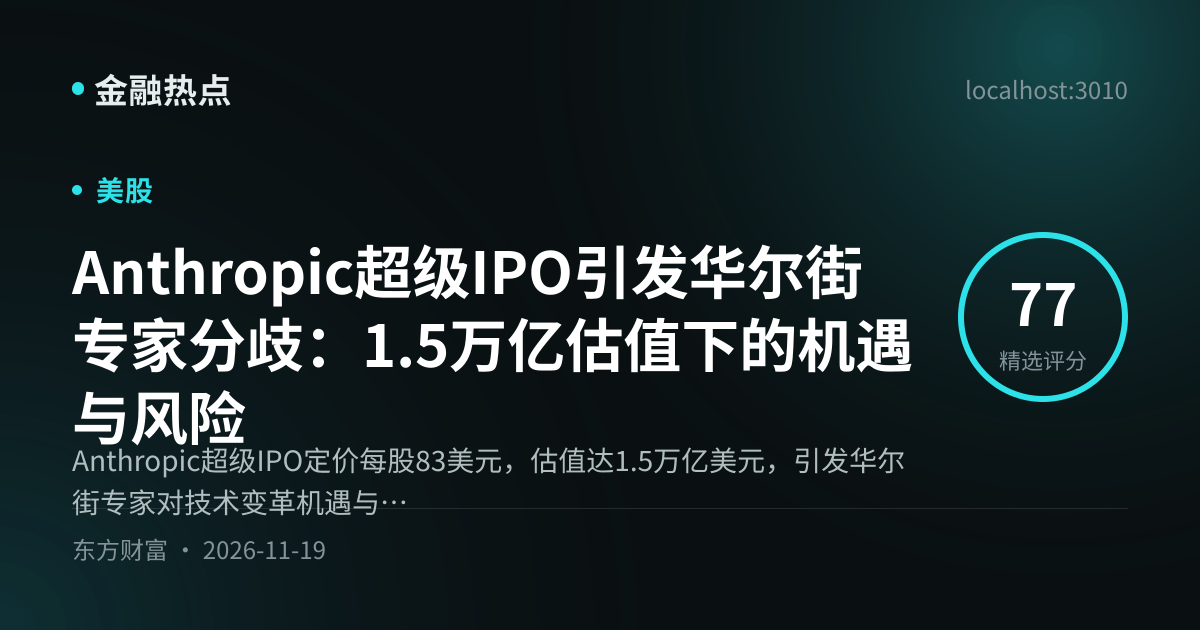 金融热点
localhost:3010
美股
Anthropic超级IPO引发华尔街
专家分歧：1.5万亿估值下的机遇
与风险
77
精选评分
Anthropic超级IPO定价每股83美元，估值达1.5万亿美元，引发华尔
街专家对技术变革机遇与…
东方财富 • 2026-11-19